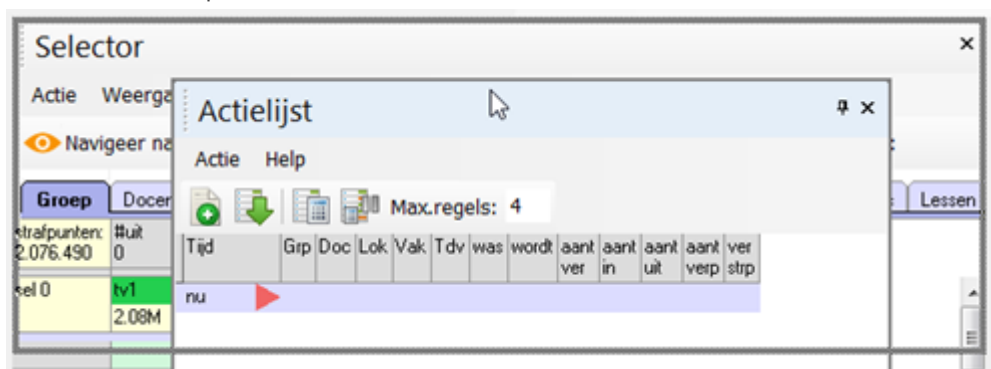 Selector
Actie Weerga
Actielijst
Navigeer na
Actie Help
Max.regels: 4
Groep Docen Lessen
strafpunten: #uit
2.076.490 0
Tijd Grp Doc Lok Vak Tdv was wordt aant aant aant aant ver
ver in uit verp strp
sel 0 tv1
nu
2.08M